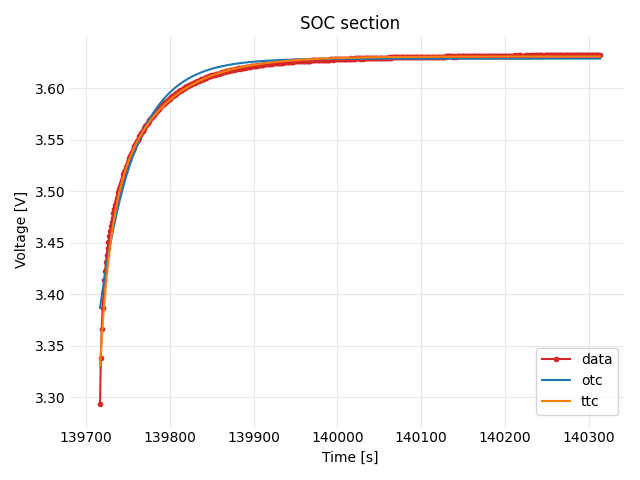 SOC section
Voltage [V]
3.60
3.55
3.50
3.45
3.40
3.35
3.30
data
otc
ttc
139700 139800 139900 140000 140100 140200 140300
Time [s]